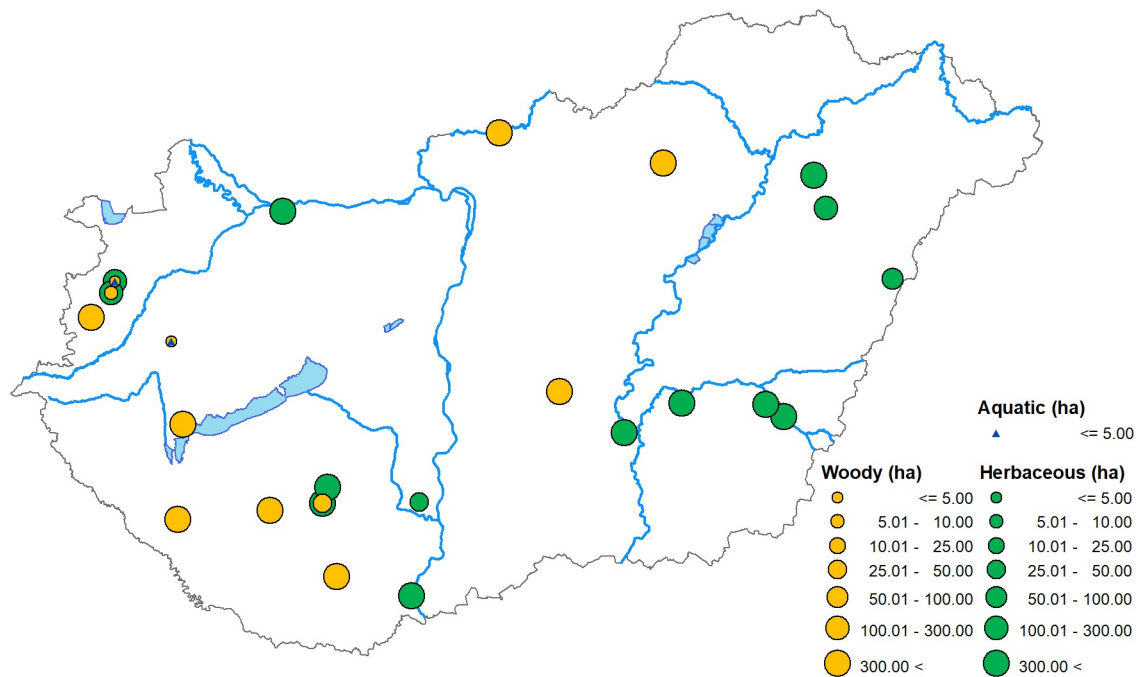 Aquatic (ha)
<= 5.00
Woody (ha) Herbaceous (ha)
<= 5.00 <= 5.00
5.01 - 10.00 5.01 - 10.00
10.01 - 25.00 10.01 - 25.00
25.01 - 50.00 25.01 - 50.00
50.01 - 100.00 50.01 - 100.00
100.01 - 300.00 100.01 - 300.00
300.00 < 300.00 <